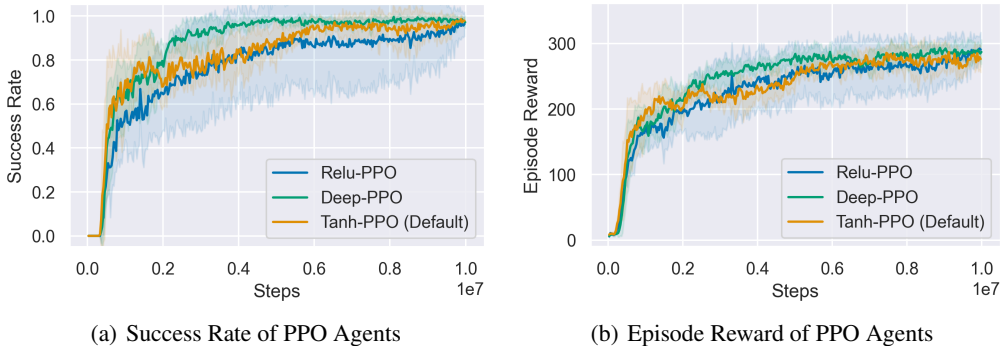 1.0
0.8
0.6
0.4
0.2
0.0
Success Rate
Relu-PPO
Deep-PPO
Tanh-PPO (Default)
0.0 0.2 0.4 0.6 0.8 1.0
Steps
1e7
(a) Success Rate of PPO Agents
300
200
100
0
Episode Reward
Relu-PPO
Deep-PPO
Tanh-PPO (Default)
0.0 0.2 0.4 0.6 0.8 1.0
Steps
1e7
(b) Episode Reward of PPO Agents